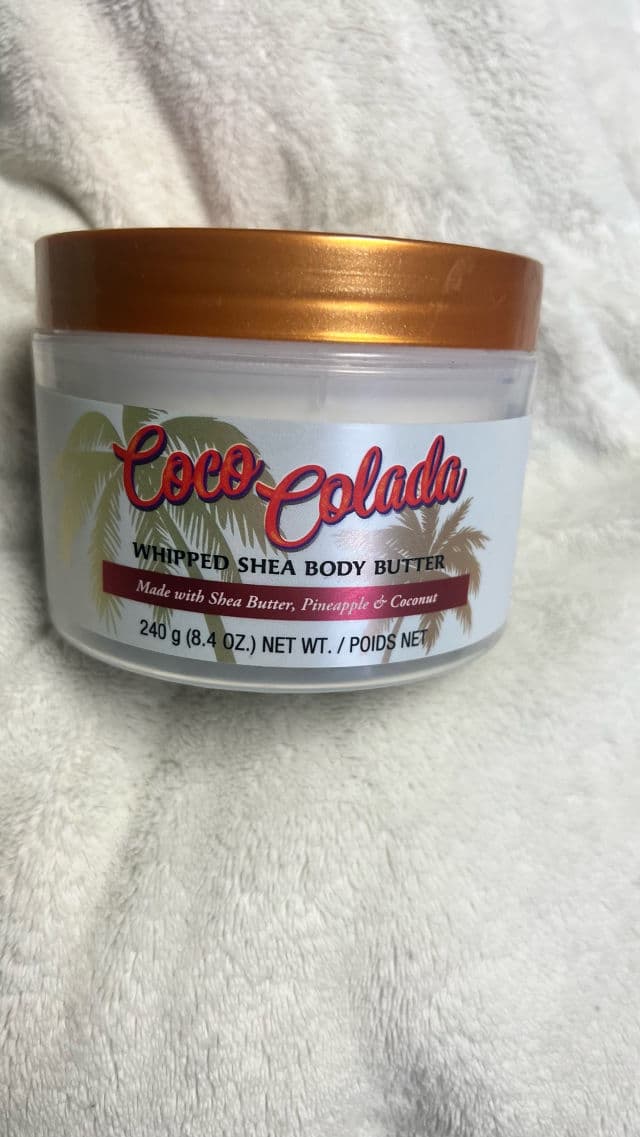 Coco Colada
WHIPPED SHEA BODY BUTTER
Made with Shea Butter, Pineapple & Coconut
240 g (8.4 OZ.) NET WT. / POIDS NET